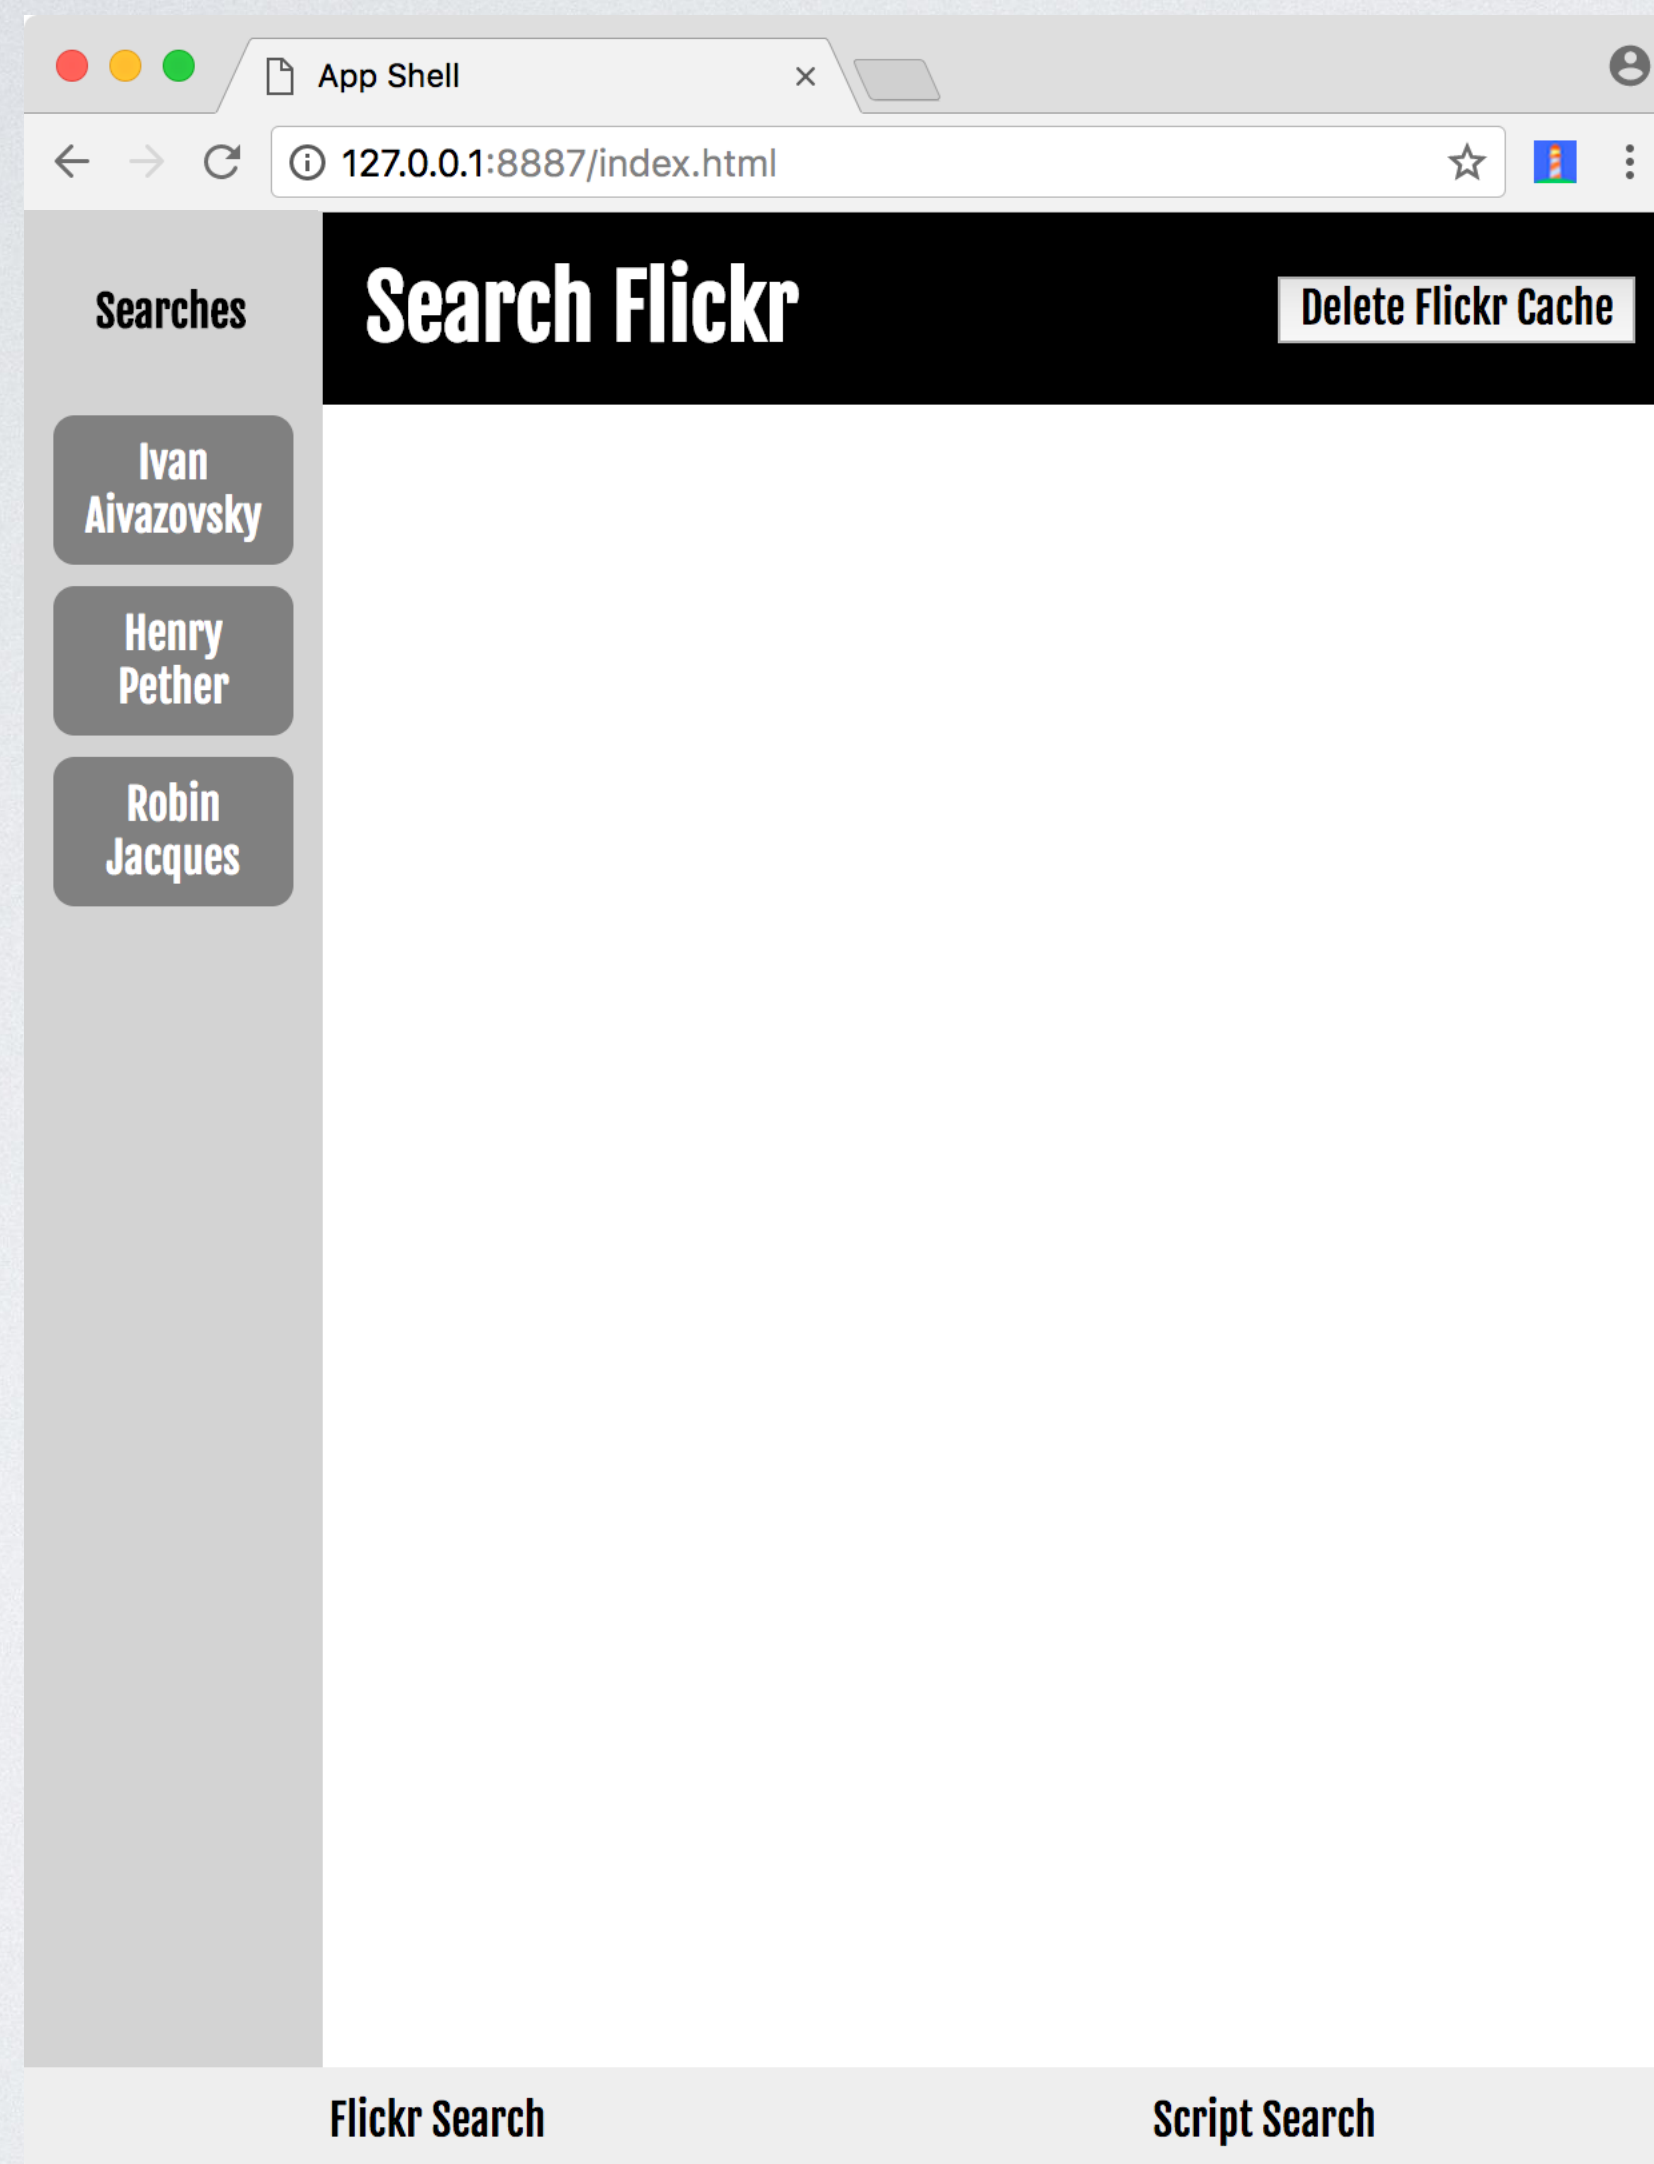 App Shell
127.0.0.1:8887/index.html
Searches
Search Flickr
Delete Flickr Cache
Ivan
Aivazovsky
Henry
Pether
Robin
Jacques
Flickr Search
Script Search